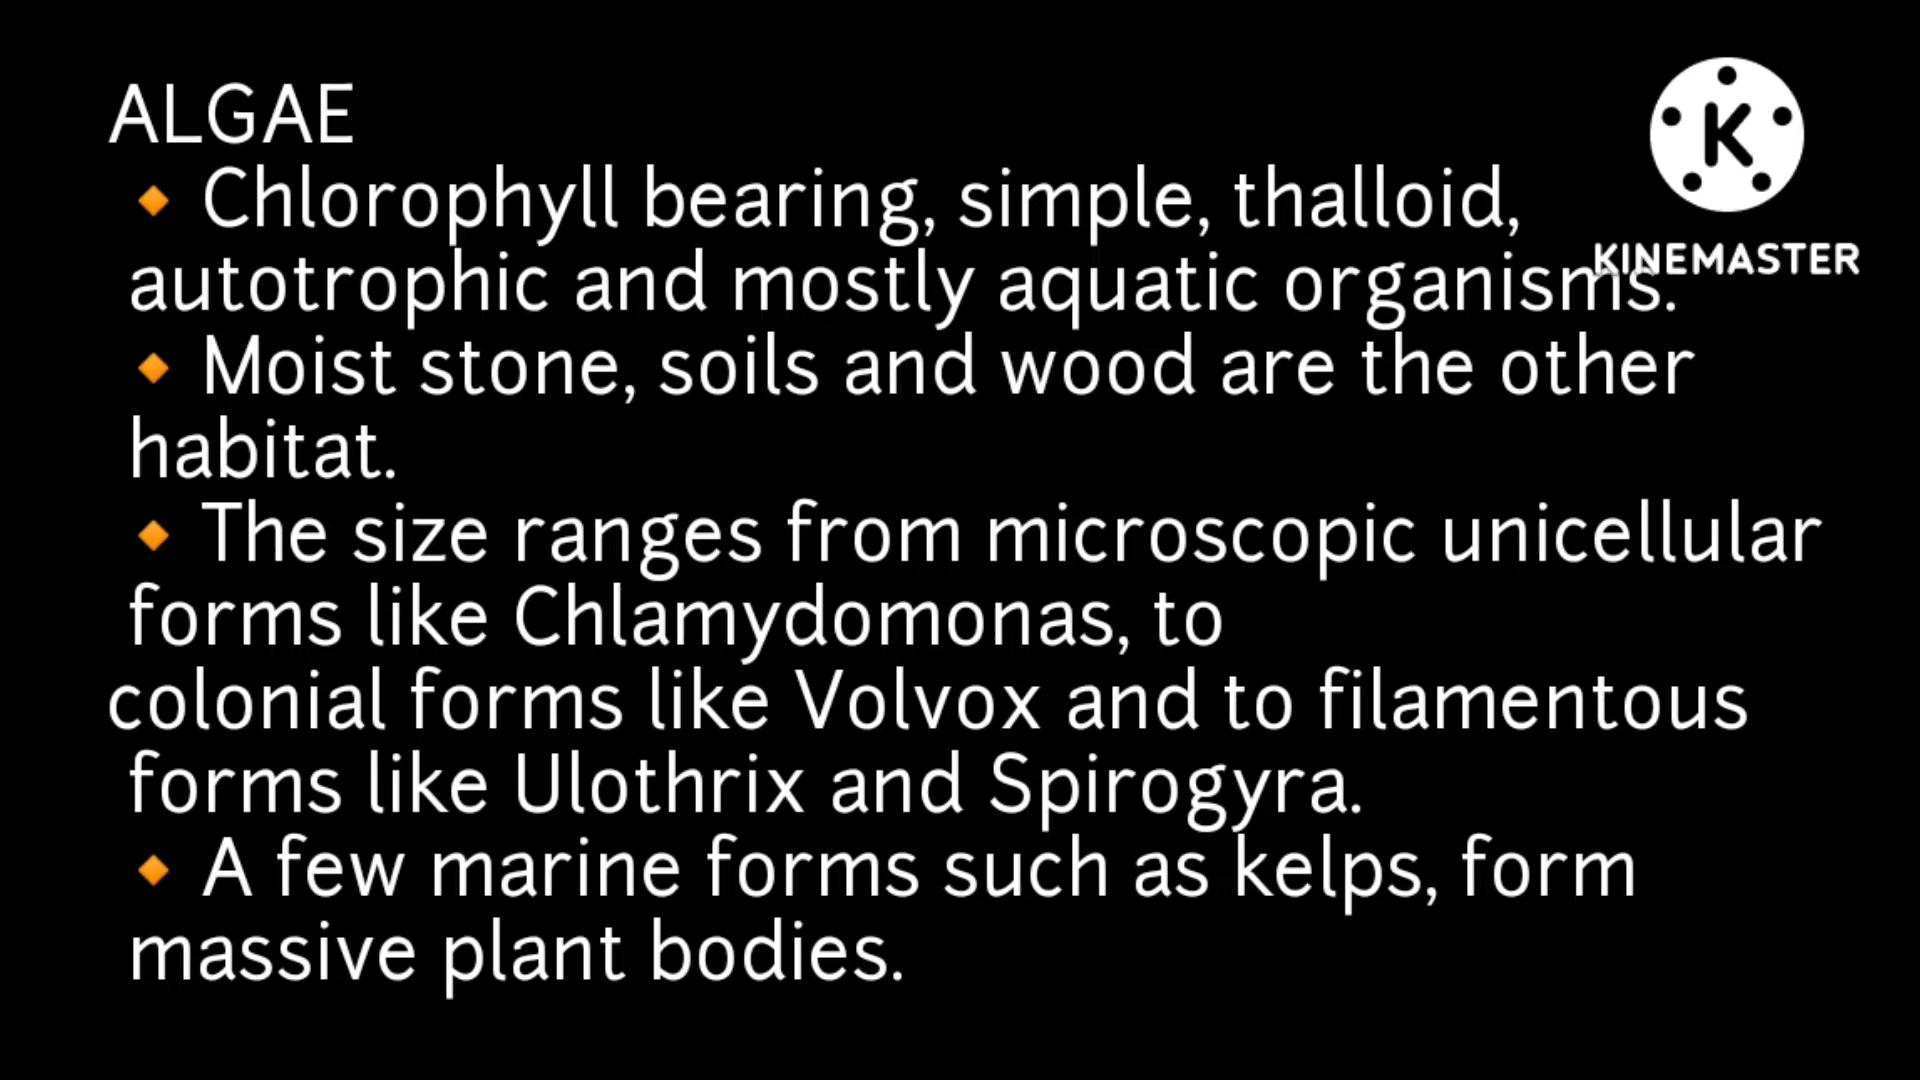 ALGAE
🔸 Chlorophyll bearing, simple, thalloid,
autotrophic and mostly aquatic organisms.
🔸 Moist stone, soils and wood are the other
habitat.
🔸 The size ranges from microscopic unicellular
forms like Chlamydomonas, to
colonial forms like Volvox and to filamentous
forms like Ulothrix and Spirogyra.
🔸 A few marine forms such as kelps, form
massive plant bodies.
K
KINEMASTER